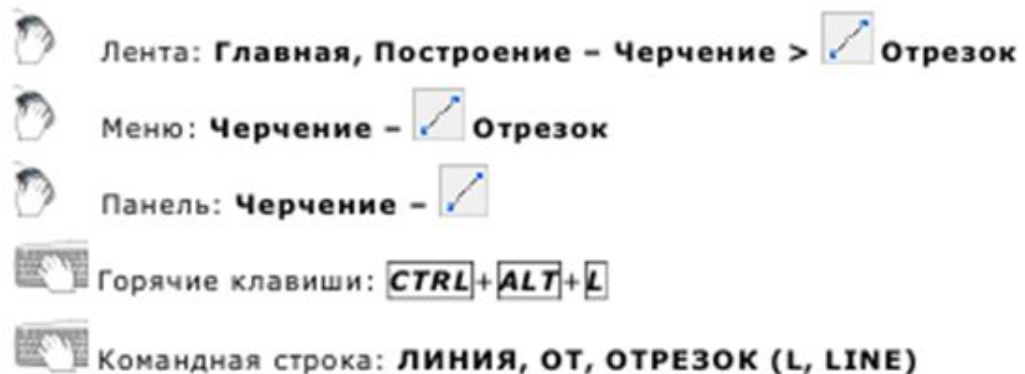 Лента: Главная, Построение – Черчение > Отрезок
Меню: Черчение – Отрезок
Панель: Черчение –
Горячие клавиши: CTRL+ALT+L
Командная строка: ЛИНИЯ, ОТ, ОТРЕЗОК (L, LINE)